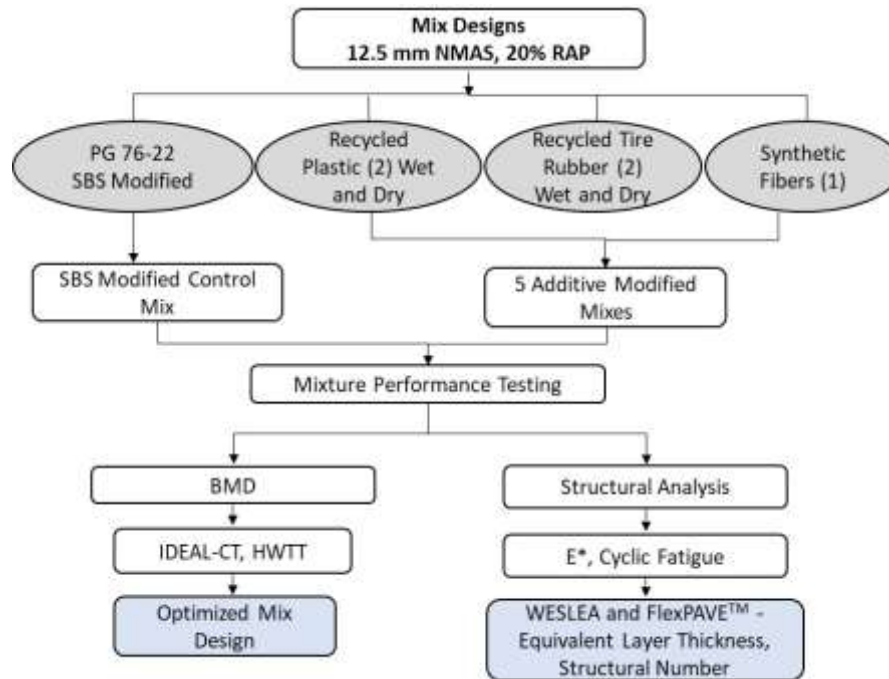 Mix Designs
12.5 mm NMAS, 20% RAP
PG 76-22
SBS Modified
Recycled
Plastic (2) Wet
and Dry
Recycled Tire
Rubber (2)
Wet and Dry
Synthetic
Fibers (1)
SBS Modified Control
Mix
5 Additive Modified
Mixes
Mixture Performance Testing
BMD
Structural Analysis
IDEAL-CT, HWTT
E*, Cyclic Fatigue
Optimized Mix
Design
WESLEA and FlexPAVE™ -
Equivalent Layer Thickness,
Structural Number